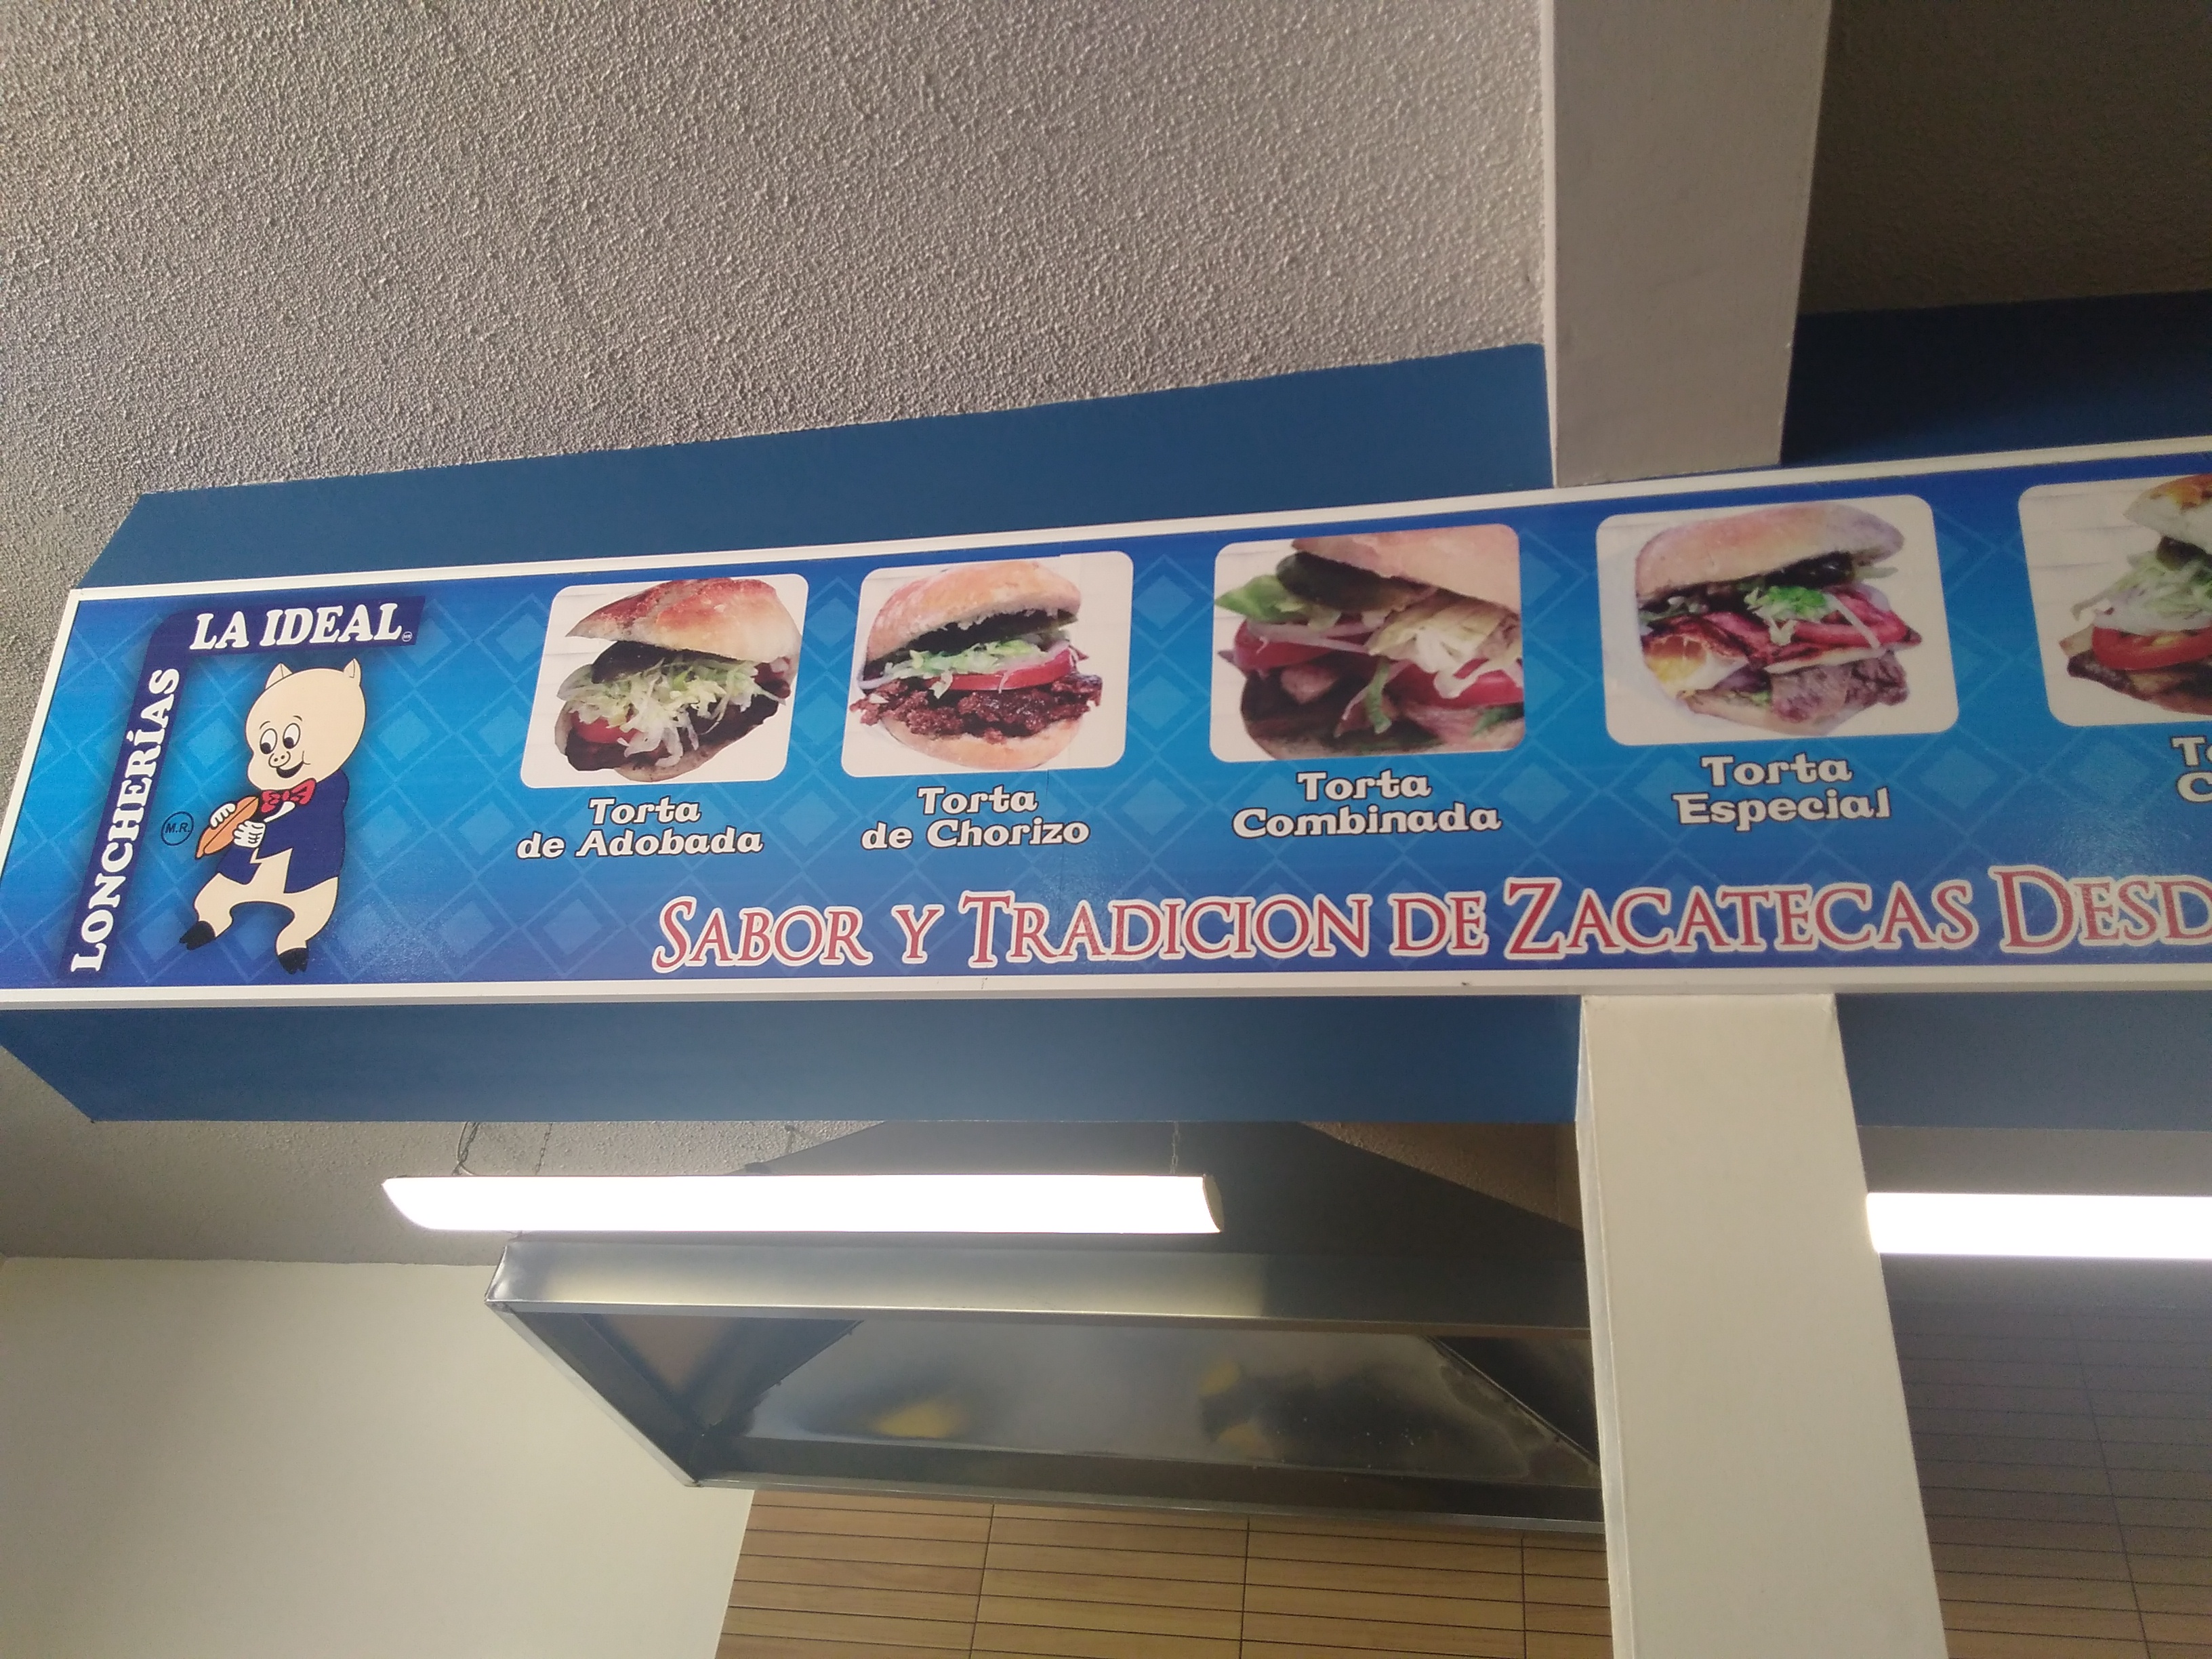 LA IDEAL
LONCHERÍAS
M.R.
Torta
de Adobada
Torta
de Chorizo
Torta
Combinada
Torta
Especial
SABOR Y TRADICION DE ZACATECAS